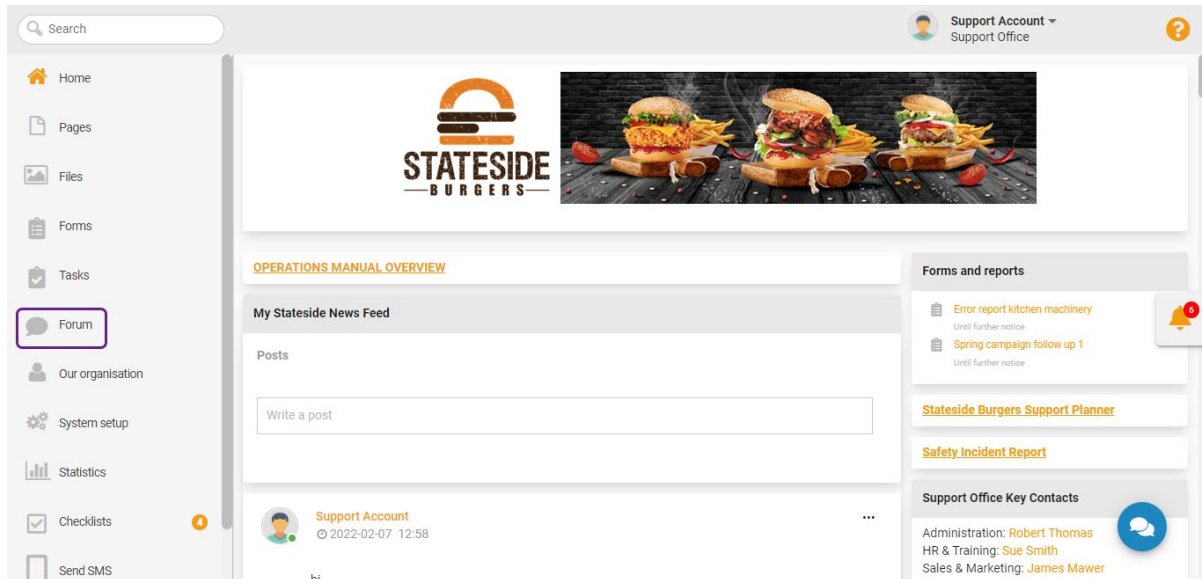 Search
Support Account
Support Office
?
Home
Pages
Files
Forms
Tasks
Forum
Our organisation
System setup
Statistics
Checklists
4
Send SMS
STATESIDE
BURGERS
OPERATIONS MANUAL OVERVIEW
My Stateside News Feed
Posts
Write a post
Support Account
2022-02-07 12:58
...
hi
Forms and reports
Error report kitchen machinery
Until further notice
Spring campaign follow up 1
Until further notice
Stateside Burgers Support Planner
Safety Incident Report
Support Office Key Contacts
Administration: Robert Thomas
HR & Training: Sue Smith
Sales & Marketing: James Mawer